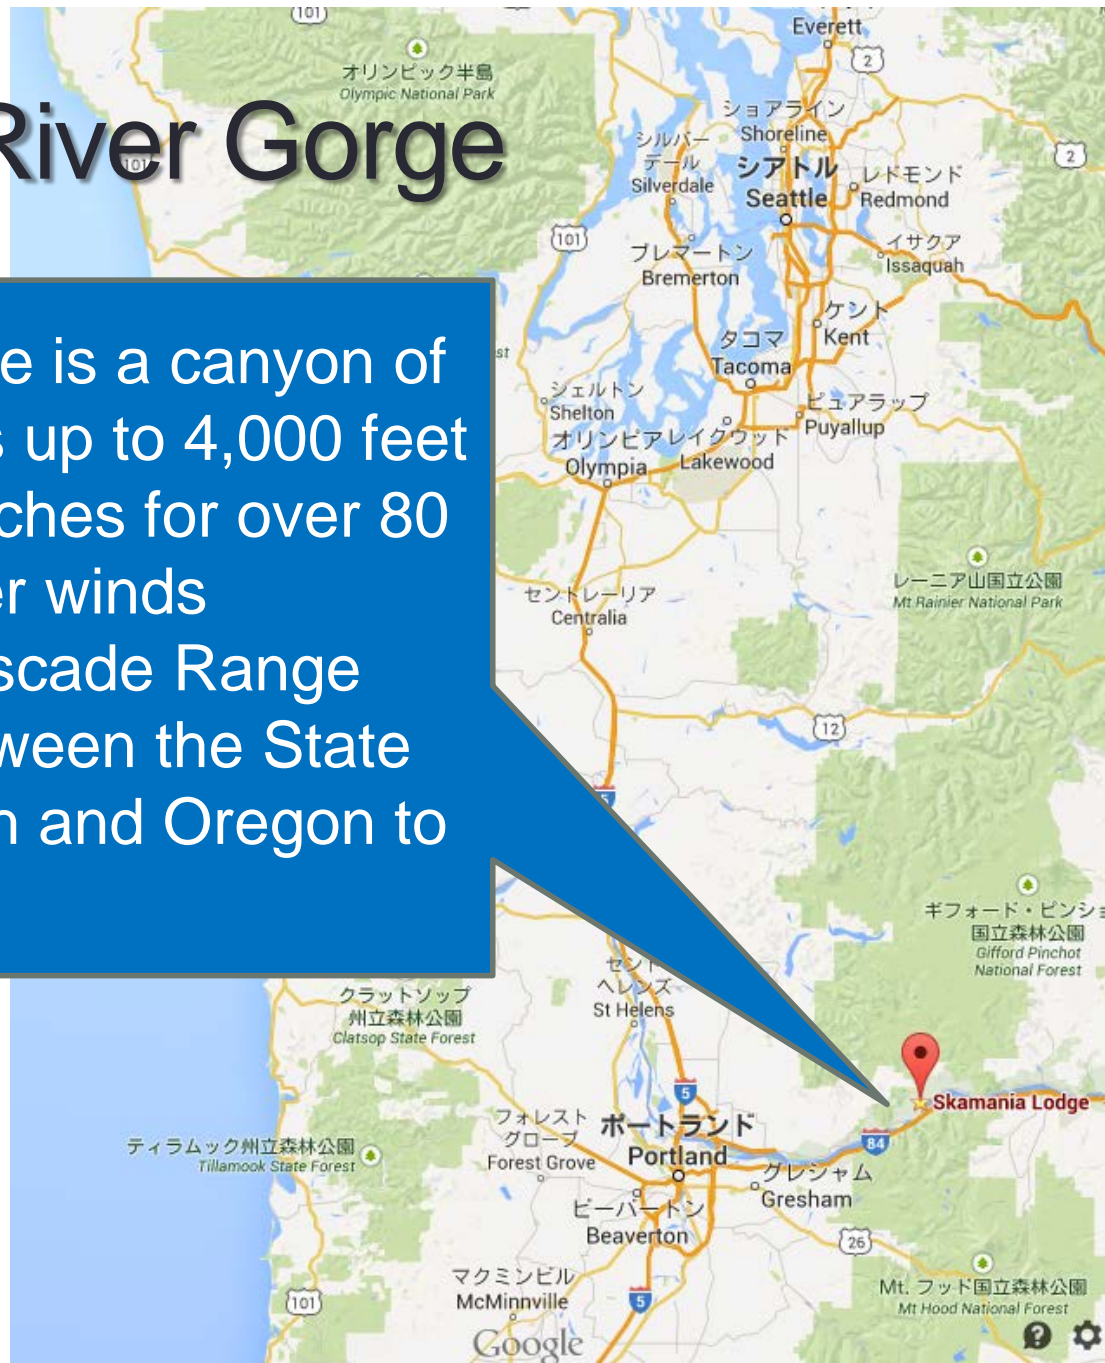 River Gorge
e is a canyon of
s up to 4,000 feet
ches for over 80
er winds
scade Range
ween the State
n and Oregon to
101
オリンピック半島
Olympic National Park
101
Everett
2
ショアライン
Shoreline
シルバー
デール
Silverdale
シアトル
Seattle
レドモンド
Redmond
2
101
ブレマートン
Bremerton
イサクア
Issaquah
ケント
Kent
タコマ
Tacoma
st
シェルトン
Shelton
ピュアラップ
Puyallup
オリンピア
Olympia
レイクウッド
Lakewood
レーニア山国立公園
Mt Rainier National Park
セントレーリア
Centralia
12
5
ギフォード・ピンショ
国立森林公園
Gifford Pinchot
National Forest
セント
ヘレンズ
St Helens
クラットソップ
州立森林公園
Clatsop State Forest
Skamania Lodge
5
フォレスト
グローブ
Forest Grove
ポートランド
Portland
84
ティラムック州立森林公園
Tillamook State Forest
グレシャム
Gresham
ビーバートン
Beaverton
26
マクミンビル
McMinnville
101
5
Mt. フッド国立森林公園
Mt Hood National Forest
Google
?